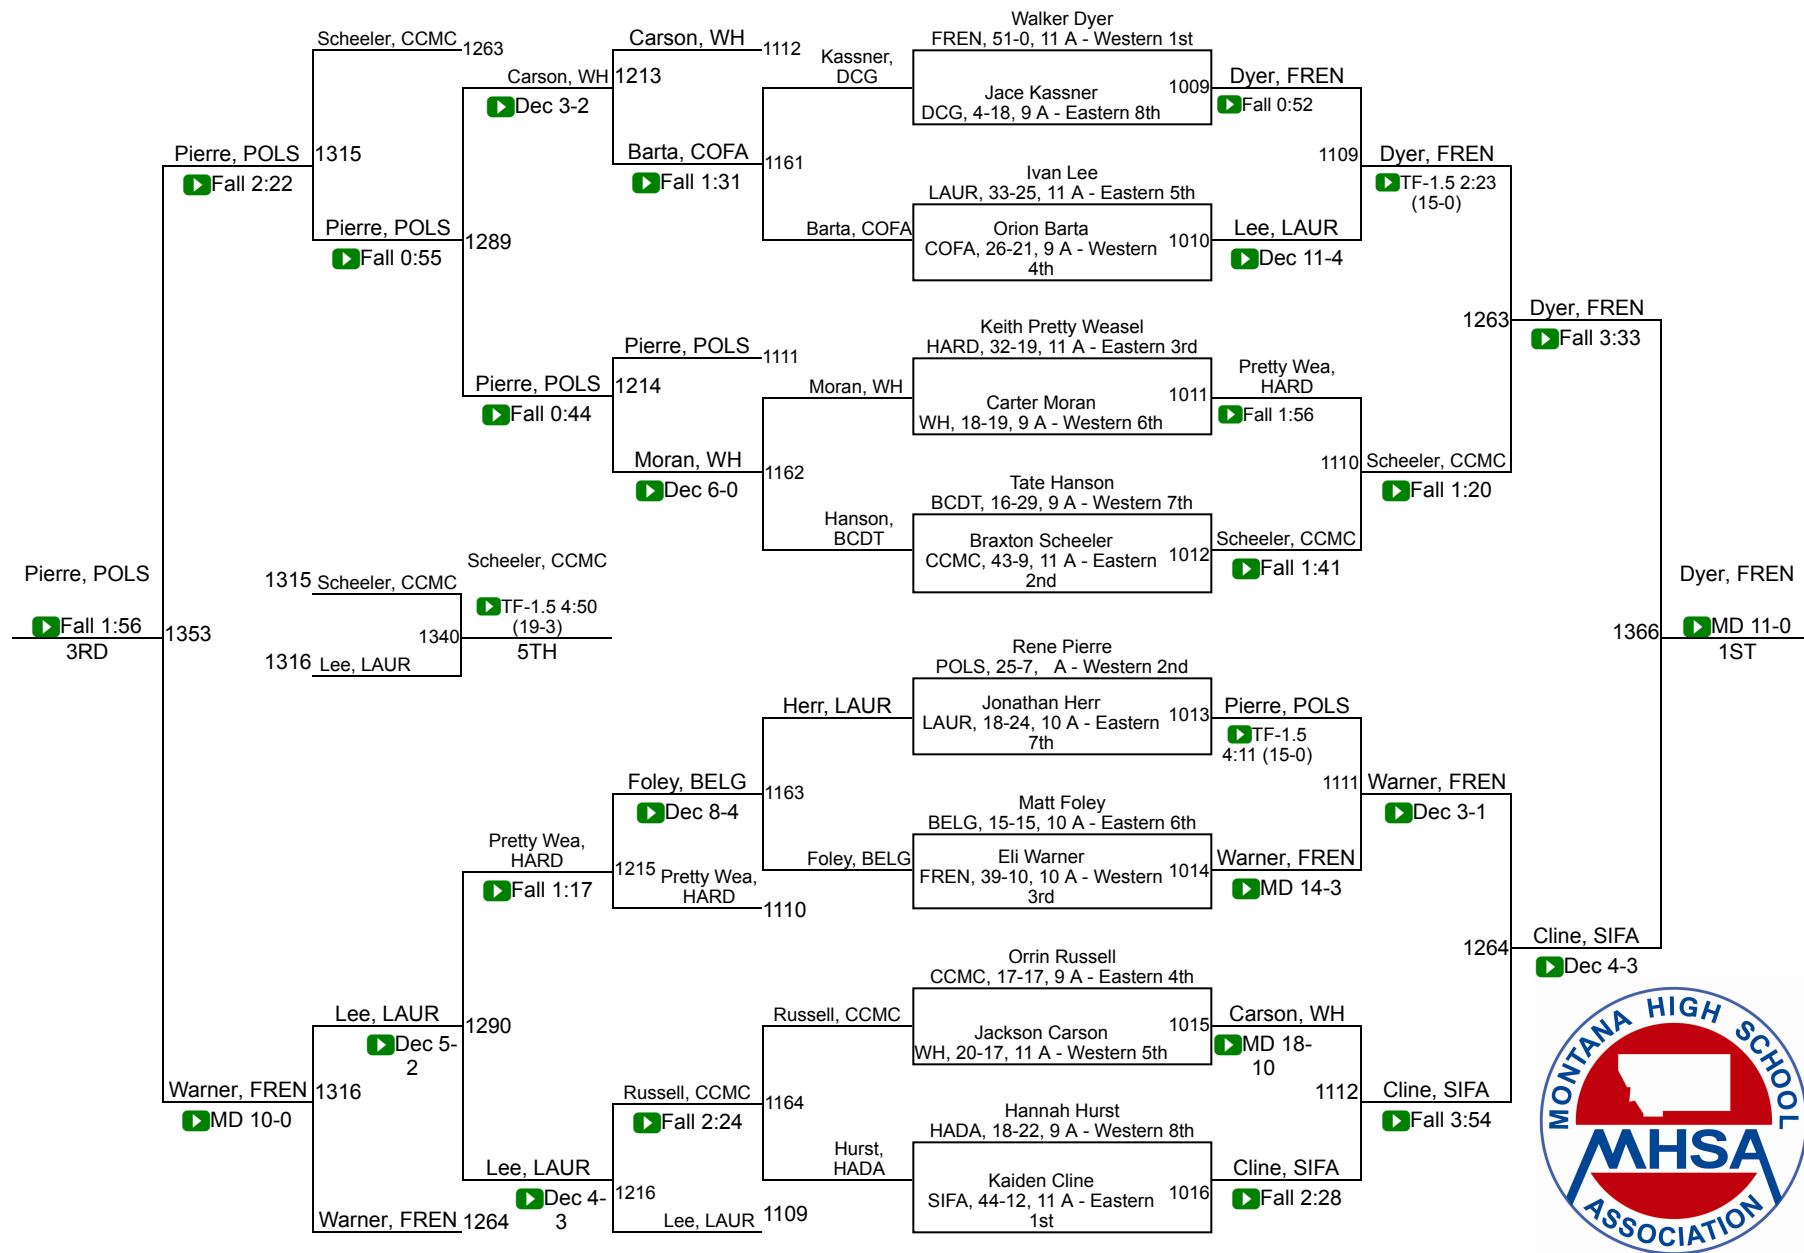 Scheeler, CCMC
1263
Carson, WH
1213
Dec 3-2
Carson, WH
1112
Barta, COFA
Fall 1:31
1161
Kassner,
DCG
Barta, COFA
Pierre, POLS
Fall 2:22
1315
Pierre, POLS
Fall 0:55
1289
Pierre, POLS
Fall 0:44
1214
Pierre, POLS
1111
Moran, WH
Dec 6-0
1162
Moran, WH
Hanson,
BCDT
Walker Dyer
FREN, 51-0, 11 A - Western 1st
Jace Kassner
DCG, 4-18, 9 A - Eastern 8th
1009
Dyer, FREN
Fall 0:52
Ivan Lee
LAUR, 33-25, 11 A - Eastern 5th
Orion Barta
COFA, 26-21, 9 A - Western
4th
1010
Lee, LAUR
Dec 11-4
1109
Dyer, FREN
TF-1.5 2:23
(15-0)
Keith Pretty Weasel
HARD, 32-19, 11 A - Eastern 3rd
Carter Moran
WH, 18-19, 9 A - Western 6th
1011
Pretty Wea,
HARD
Fall 1:56
Tate Hanson
BCDT, 16-29, 9 A - Western 7th
Braxton Scheeler
CCMC, 43-9, 11 A - Eastern
2nd
1012
Scheeler, CCMC
Fall 1:41
1110
Scheeler, CCMC
Fall 1:20
1263
Dyer, FREN
Fall 3:33
Pierre, POLS
Fall 1:56
3RD
1353
1315
Scheeler, CCMC
1316
Lee, LAUR
1340
Scheeler, CCMC
TF-1.5 4:50
(19-3)
5TH
1366
Dyer, FREN
MD 11-0
1ST
Rene Pierre
POLS, 25-7, A - Western 2nd
Jonathan Herr
LAUR, 18-24, 10 A - Eastern
7th
1013
Pierre, POLS
TF-1.5
4:11 (15-0)
Matt Foley
BELG, 15-15, 10 A - Eastern 6th
Eli Warner
FREN, 39-10, 10 A - Western
3rd
1014
Warner, FREN
MD 14-3
1111
Warner, FREN
Dec 3-1
Herr, LAUR
Foley, BELG
Foley, BELG
Dec 8-4
1163
Pretty Wea,
HARD
Fall 1:17
1215
Pretty Wea,
HARD
1110
Orrin Russell
CCMC, 17-17, 9 A - Eastern 4th
Jackson Carson
WH, 20-17, 11 A - Western 5th
1015
Carson, WH
MD 18-
10
Hannah Hurst
HADA, 18-22, 9 A - Western 8th
Kaiden Cline
SIFA, 44-12, 11 A - Eastern
1st
1016
Cline, SIFA
Fall 2:28
1112
Cline, SIFA
Fall 3:54
1264
Cline, SIFA
Dec 4-3
Lee, LAUR
Dec 5-
2
1290
Russell, CCMC
Hurst,
HADA
Russell, CCMC
Fall 2:24
1164
Warner, FREN
MD 10-0
1316
Lee, LAUR
Dec 4-
3
1216
Lee, LAUR
1109
Warner, FREN
1264
MONTANA HIGH SCHOOL
MHSA
ASSOCIATION